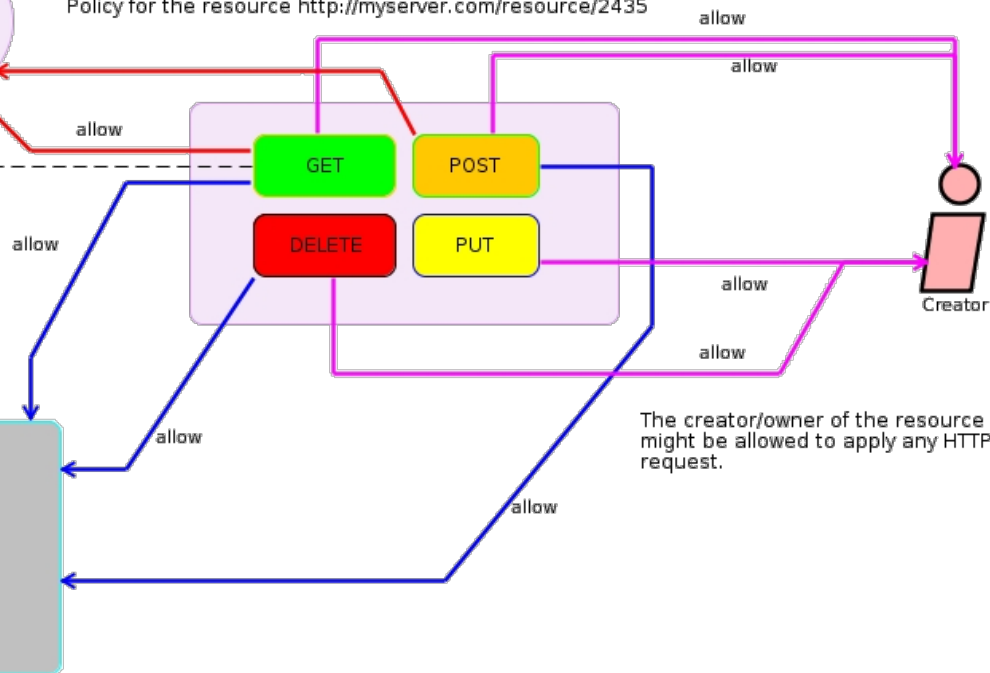 Policy for the resource http://myserver.com/resource/2435
allow
allow
allow
GET
POST
allow
DELETE
PUT
allow
Creator
allow
The creator/owner of the resource
might be allowed to apply any HTTP
request.
allow
allow